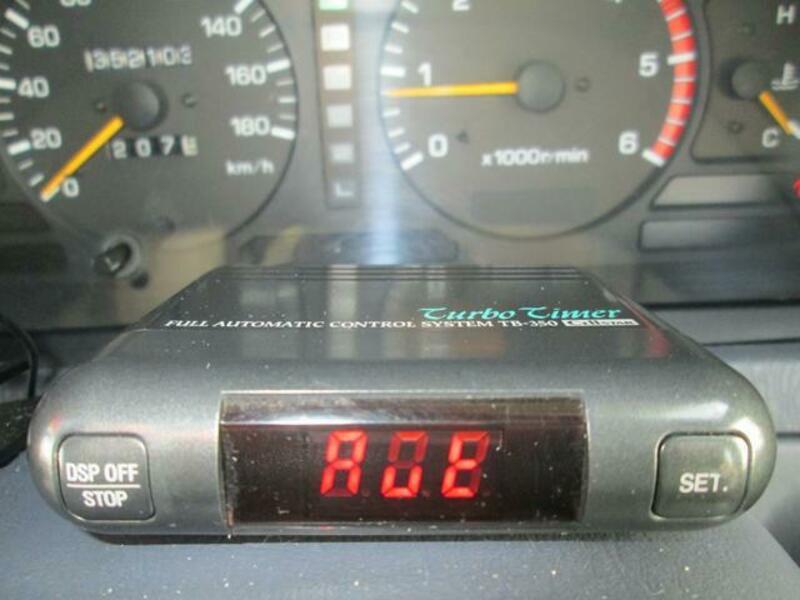 60
40
20
0
140
160
180
km/h
207
2
1
0
5
6
x1000r/min
H
C
L
Turbo Timer
FULL AUTOMATIC CONTROL SYSTEM TB-350
DSP OFF
STOP
SET.